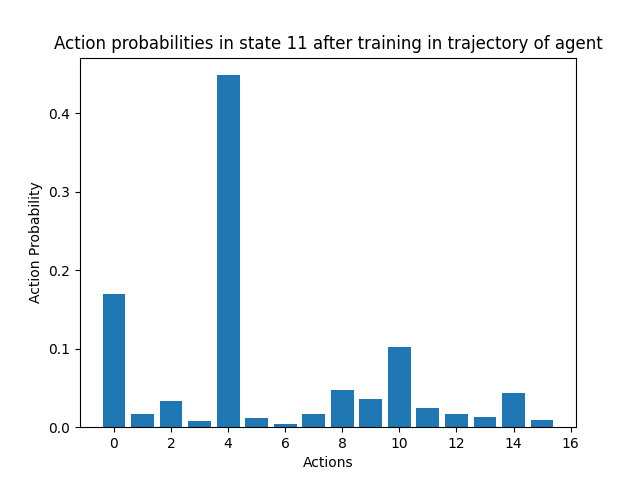 Action probabilities in state 11 after training in trajectory of agent
0.4
0.3
0.2
0.1
0.0
Action Probability
0 2 4 6 8 10 12 14 16
Actions